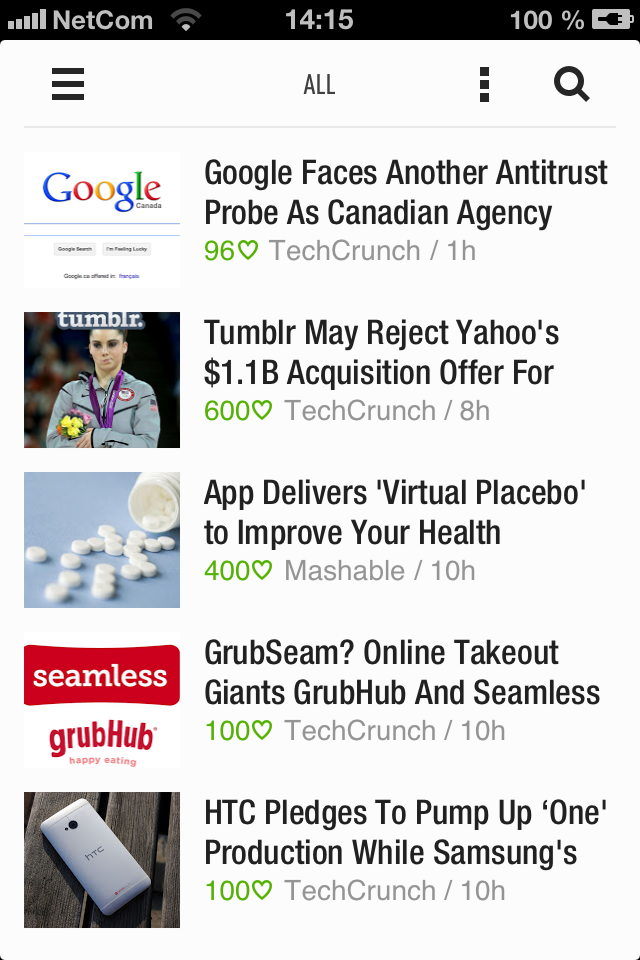 NetCom 14:15 100 %
ALL
Google
Canada
Google Search I'm Feeling Lucky
Google.ca offered in: français
Google Faces Another Antitrust
Probe As Canadian Agency
96♡ TechCrunch / 1h
tumblr.
Tumblr May Reject Yahoo's
$1.1B Acquisition Offer For
600♡ TechCrunch / 8h
App Delivers 'Virtual Placebo'
to Improve Your Health
400♡ Mashable / 10h
seamless
grubHub
happy eating
GrubSeam? Online Takeout
Giants GrubHub And Seamless
100♡ TechCrunch / 10h
hTC
HTC Pledges To Pump Up ‘One'
Production While Samsung's
100♡ TechCrunch / 10h